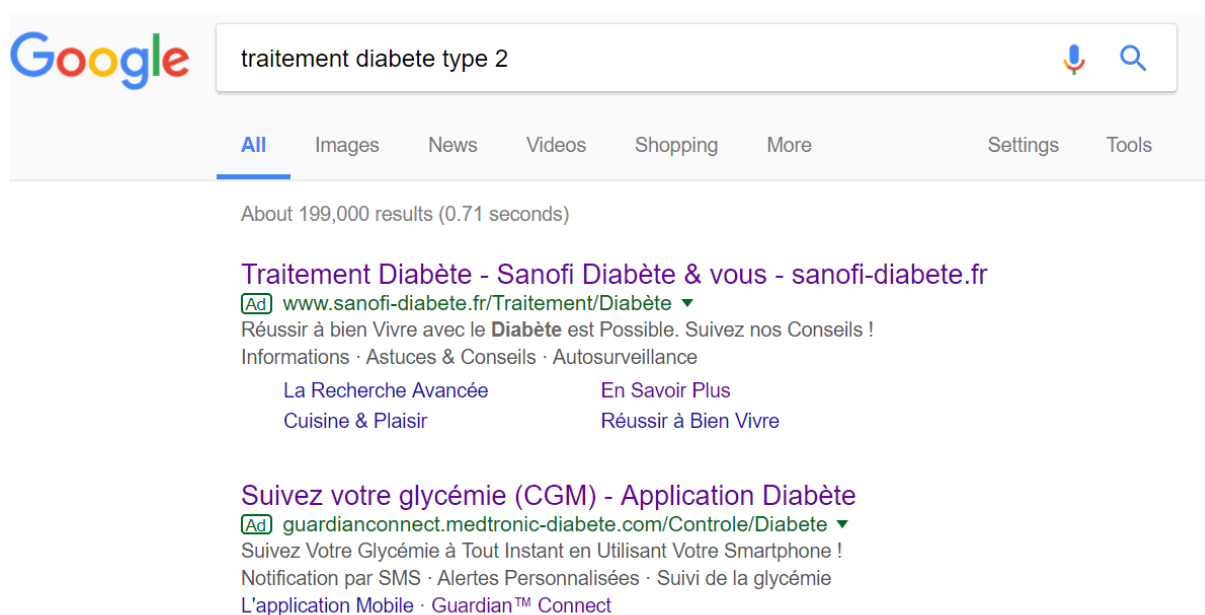 Google traitement diabete type 2
All Images News Videos Shopping More Settings Tools
About 199,000 results (0.71 seconds)
Traitement Diabète - Sanofi Diabète & vous - sanofi-diabete.fr
Ad www.sanofi-diabete.fr/Traitement/Diabète ▼
Réussir à bien Vivre avec le Diabète est Possible. Suivez nos Conseils !
Informations · Astuces & Conseils · Autosurveillance
La Recherche Avancée En Savoir Plus
Cuisine & Plaisir Réussir à Bien Vivre
Suivez votre glycémie (CGM) - Application Diabète
Ad guardianconnect.medtronic-diabete.com/Controle/Diabete ▼
Suivez Votre Glycémie à Tout Instant en Utilisant Votre Smartphone !
Notification par SMS · Alertes Personnalisées · Suivi de la glycémie
L'application Mobile · Guardian™ Connect